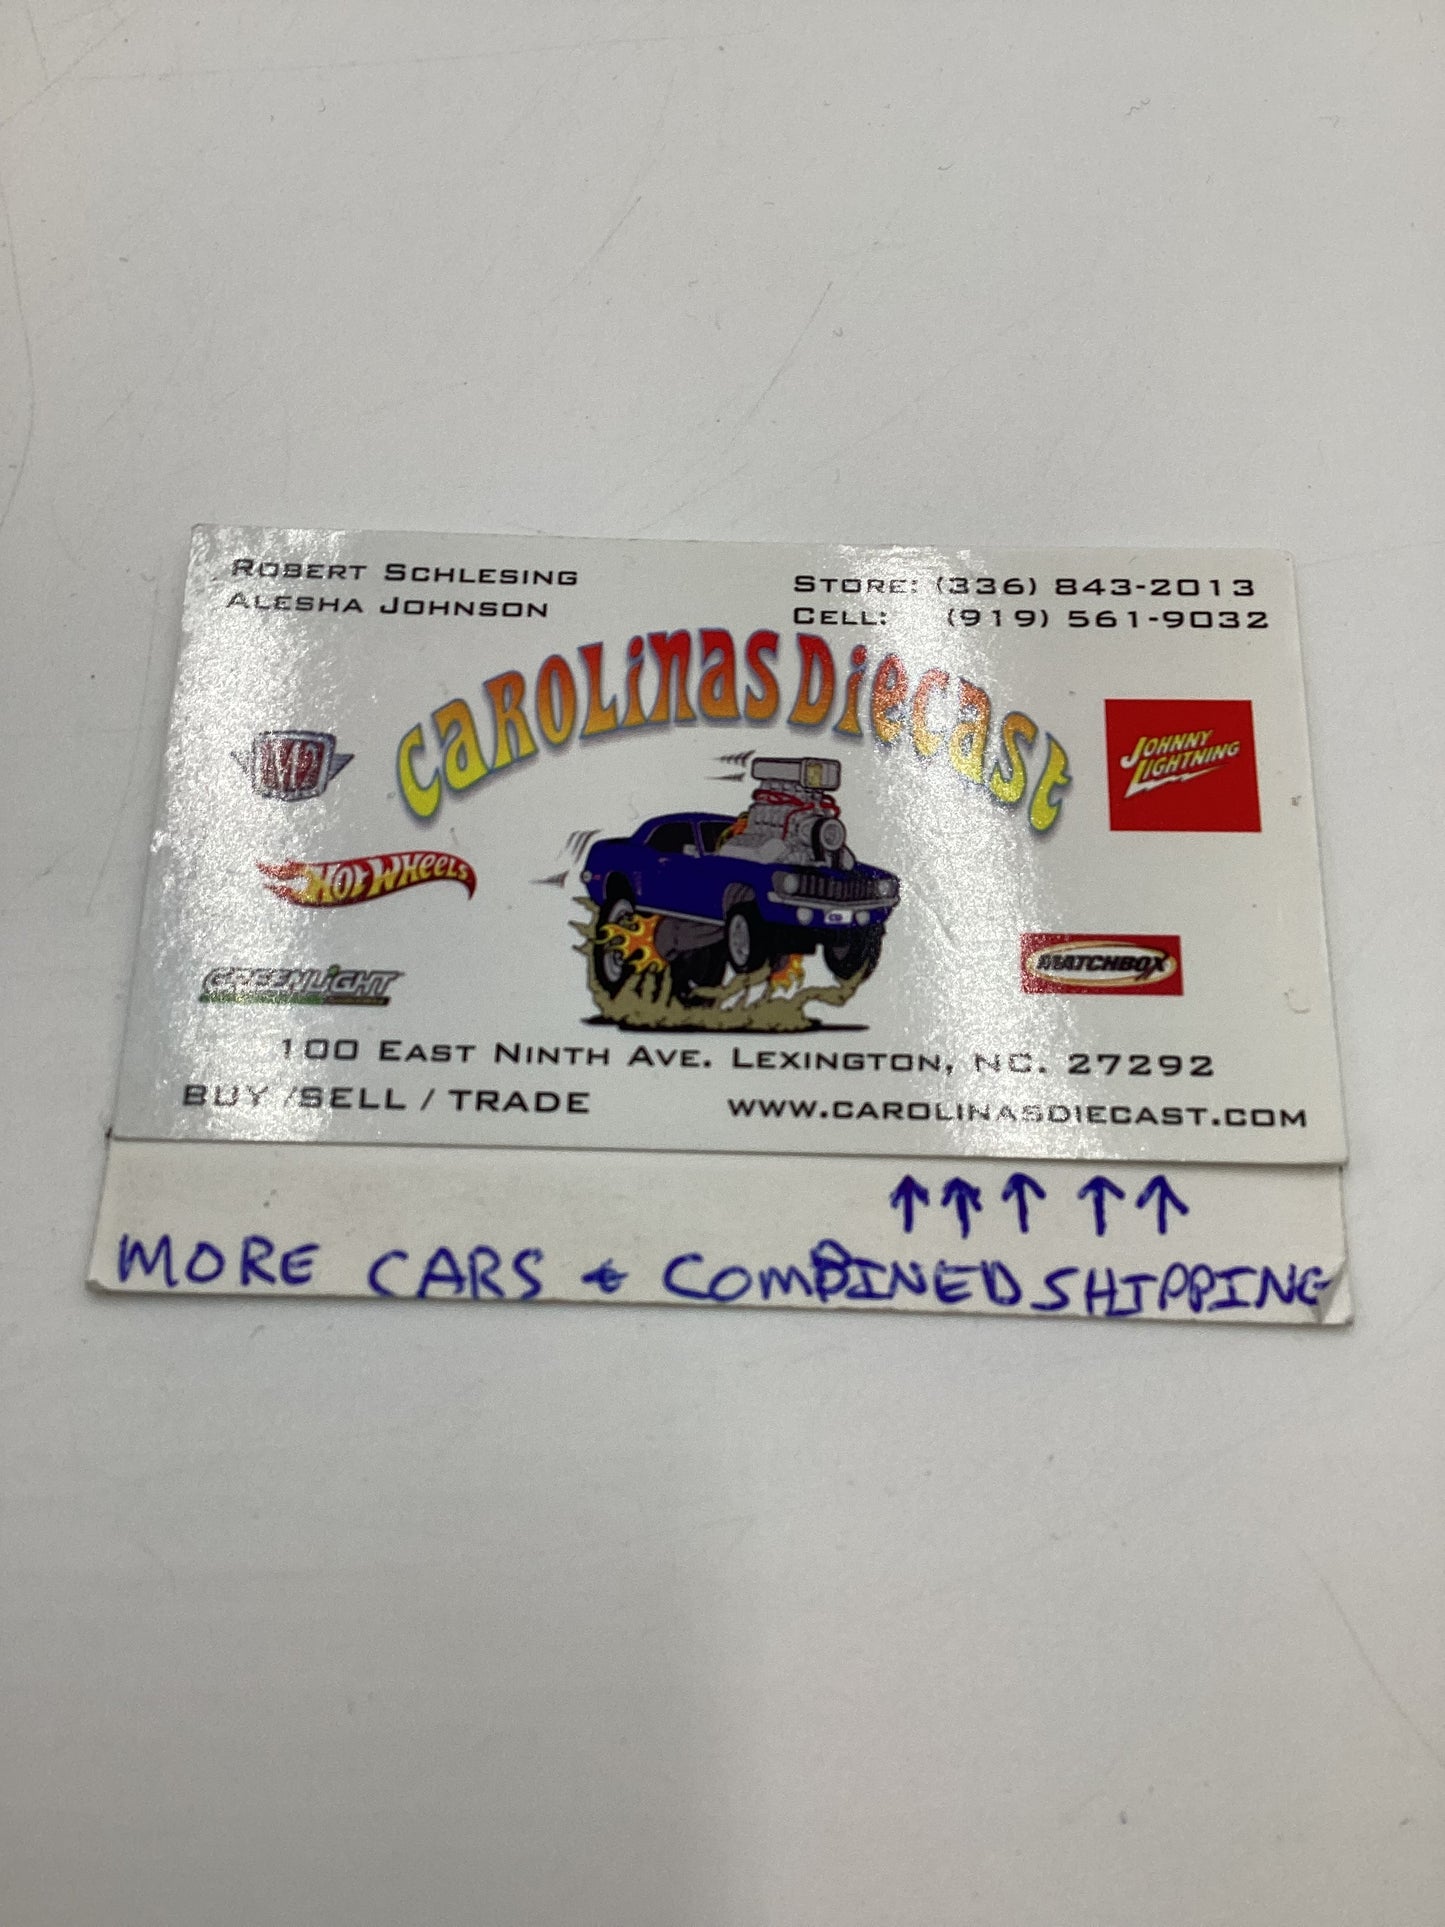 ROBERT SCHLESING
ALESHA JOHNSON
STORE: (336) 843-2013
CELL: (919) 561-9032
CAROLiNAS DiecaSt
M2
JOHNNY
LIGHTNING
HOT WHEELS
GREENLiGHT
MATCHBOX
100 EAST NINTH AVE. LEXINGTON, NC. 27292
BUY /SELL / TRADE
WWW.CAROLINASDIECAST.COM
↑↑↑ ↑↑
MORE CARS & COMBINED SHIPPING